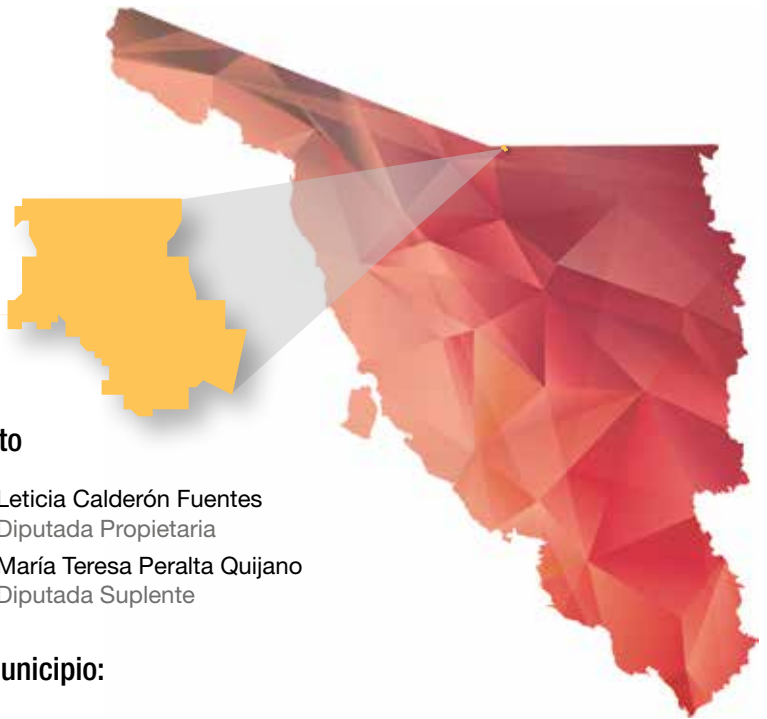 to
Leticia Calderón Fuentes
Diputada Propietaria
María Teresa Peralta Quijano
Diputada Suplente
unicipio: